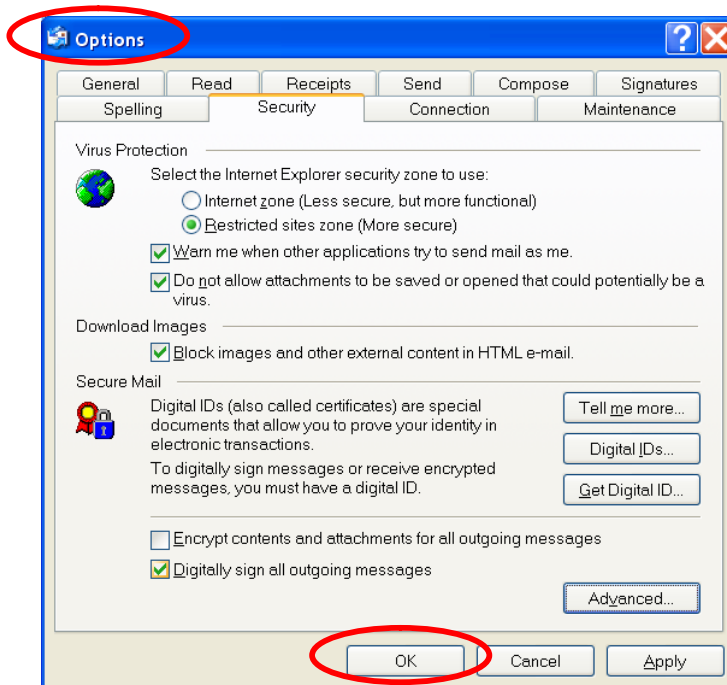 Options
General Read Receipts Send Compose Signatures
Spelling Security Connection Maintenance
Virus Protection
Select the Internet Explorer security zone to use:
Internet zone (Less secure, but more functional)
Restricted sites zone (More secure)
Warn me when other applications try to send mail as me.
Do not allow attachments to be saved or opened that could potentially be a
virus.
Download Images
Block images and other external content in HTML e-mail.
Secure Mail
Digital IDs (also called certificates) are special
documents that allow you to prove your identity in
electronic transactions.
Tell me more...
Digital IDs...
To digitally sign messages or receive encrypted
messages, you must have a digital ID.
Get Digital ID...
Encrypt contents and attachments for all outgoing messages
Digitally sign all outgoing messages
Advanced...
OK Cancel Apply